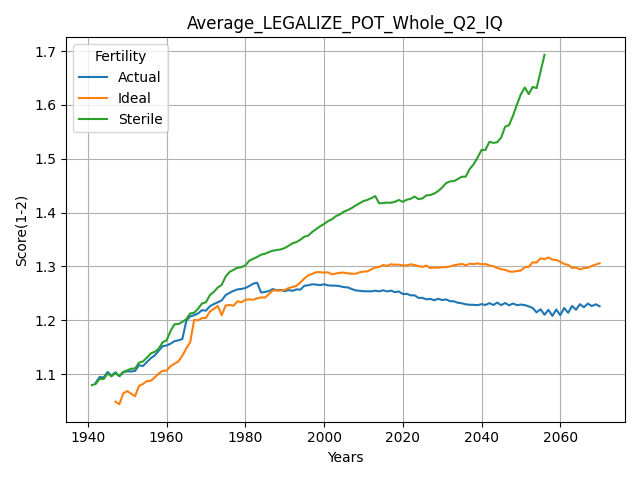 Average_LEGALIZE_POT_Whole_Q2_IQ
Fertility
Actual
Ideal
Sterile
Score(1-2)
1.7
1.6
1.5
1.4
1.3
1.2
1.1
1940 1960 1980 2000 2020 2040 2060
Years